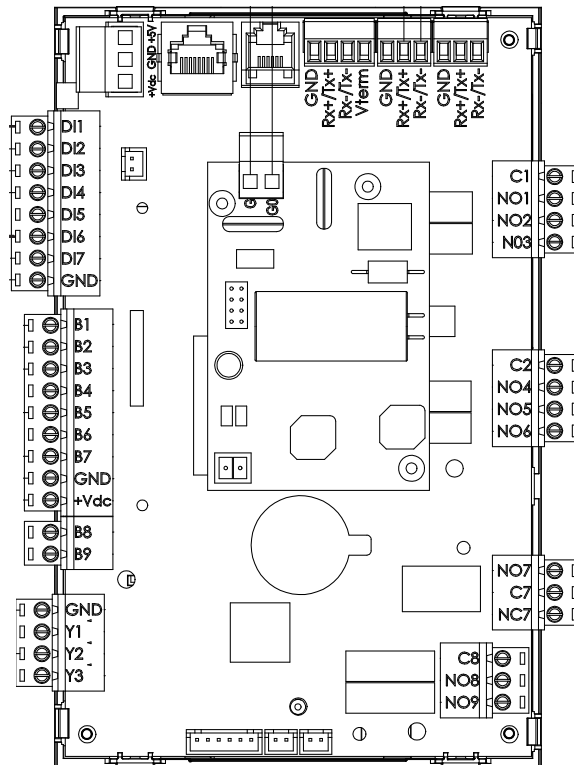 +Vdc GND +5V
GND
Rx+/Tx+
Rx-/Tx-
Vterm
GND
Rx+/Tx+
Rx-/Tx-
GND
Rx+/Tx+
Rx-/Tx-
DI1
DI2
DI3
DI4
DI5
DI6
DI7
GND
G
G0
C1
NO1
NO2
N03
B1
B2
B3
B4
B5
B6
B7
GND
+Vdc
B8
B9
C2
NO4
NO5
NO6
NO7
C7
NC7
GND
Y1
Y2
Y3
C8
NO8
NO9